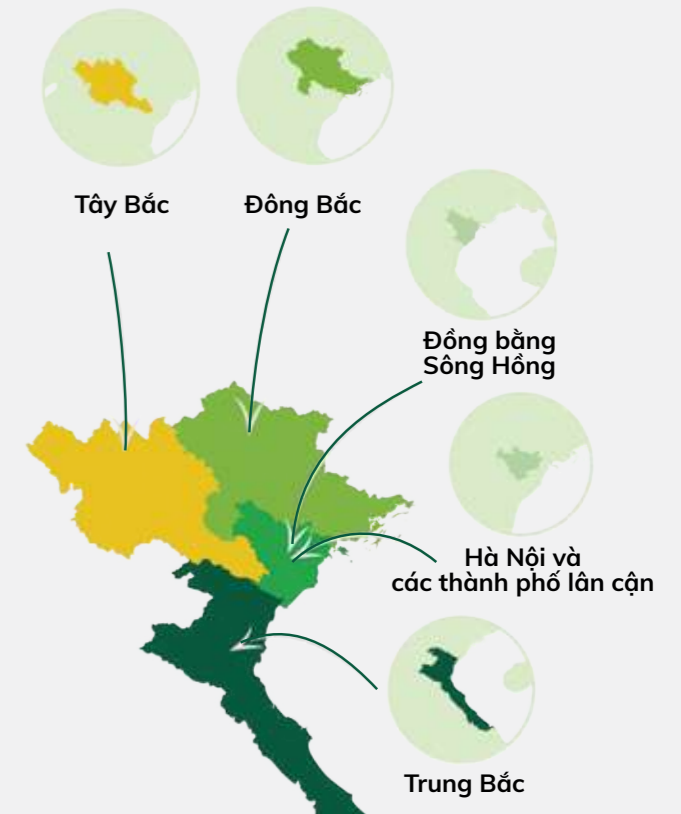 Tây Bắc
Đông Bắc
Đồng bằng
Sông Hồng
Hà Nội và
các thành phố lân cận
Trung Bắc